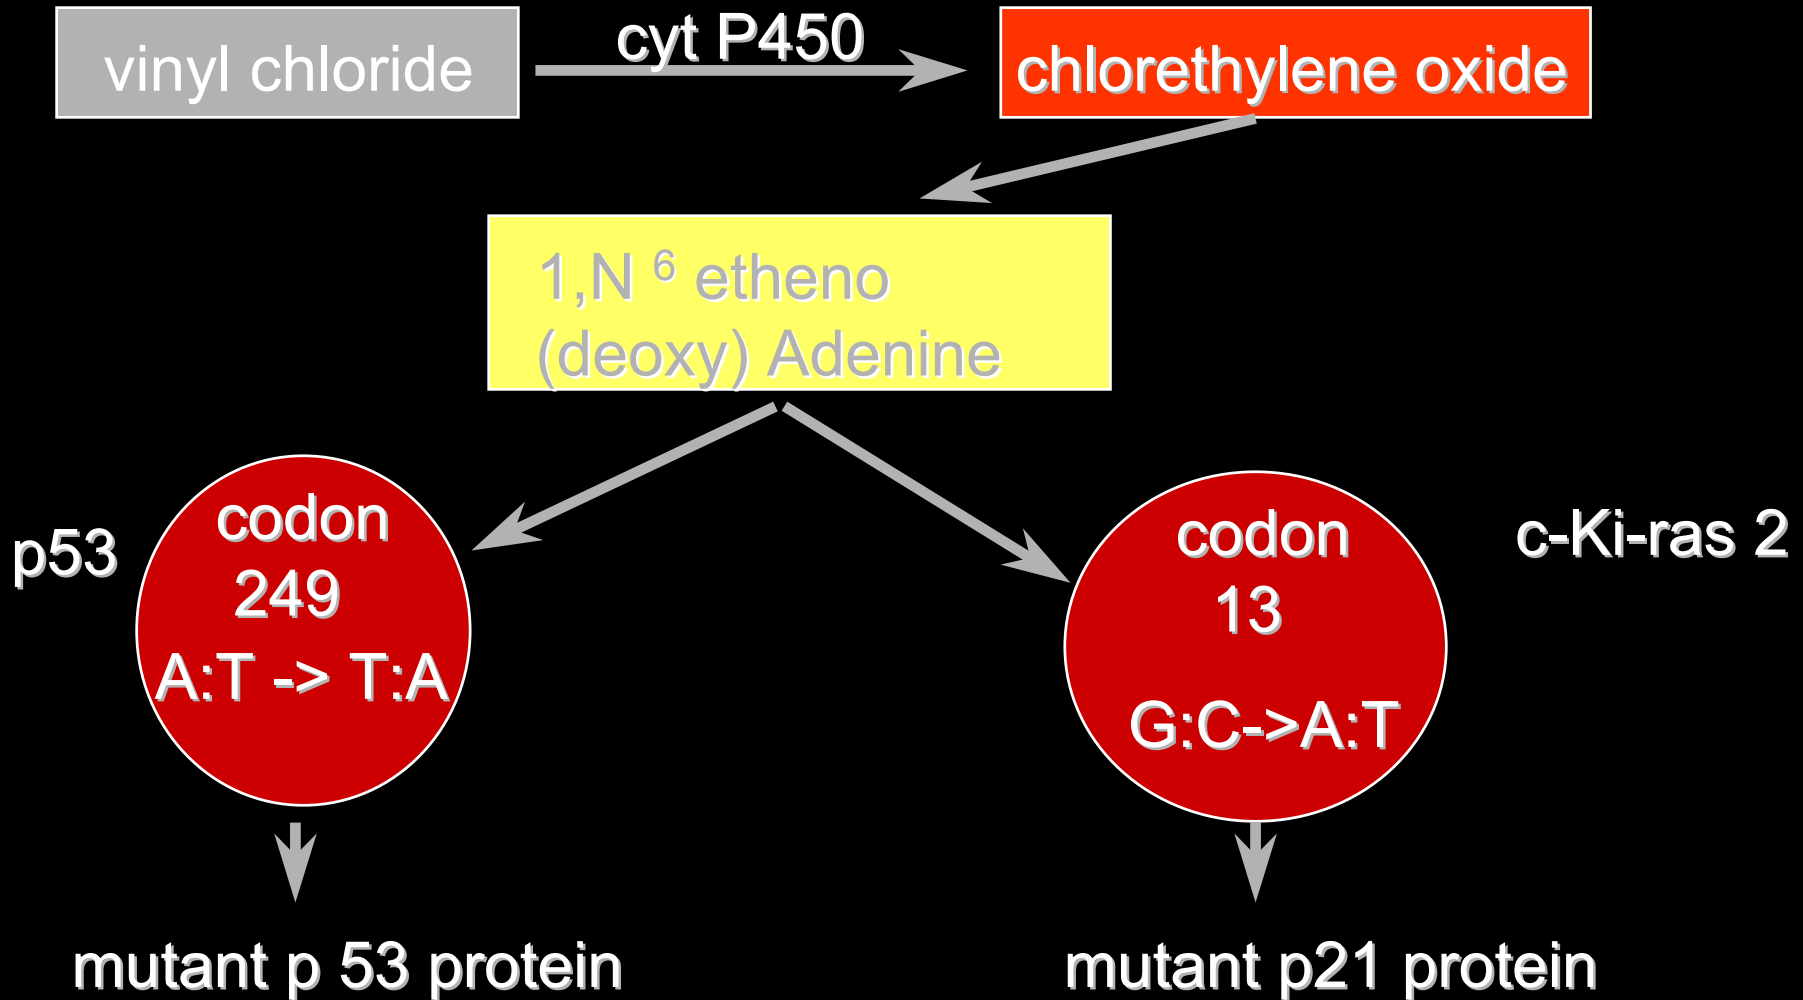 vinyl chloride
cyt P450
chlorethylene oxide
1,N ⁶ etheno
(deoxy) Adenine
p53
codon
249
A:T -> T:A
codon
13
G:C->A:T
c-Ki-ras 2
mutant p 53 protein
mutant p21 protein